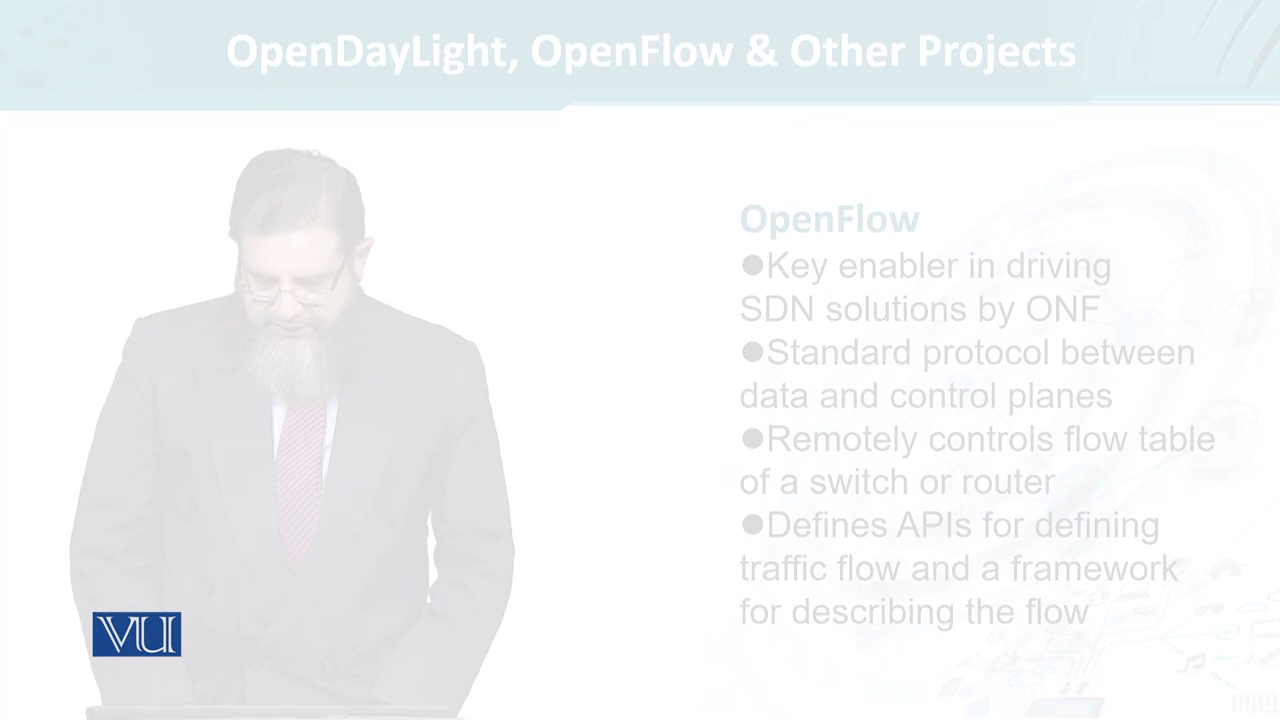 OpenDayLight, OpenFlow & Other Projects
OpenFlow
●Key enabler in driving
SDN solutions by ONF
●Standard protocol between
data and control planes
●Remotely controls flow table
of a switch or router
●Defines APIs for defining
traffic flow and a framework
for describing the flow
VU